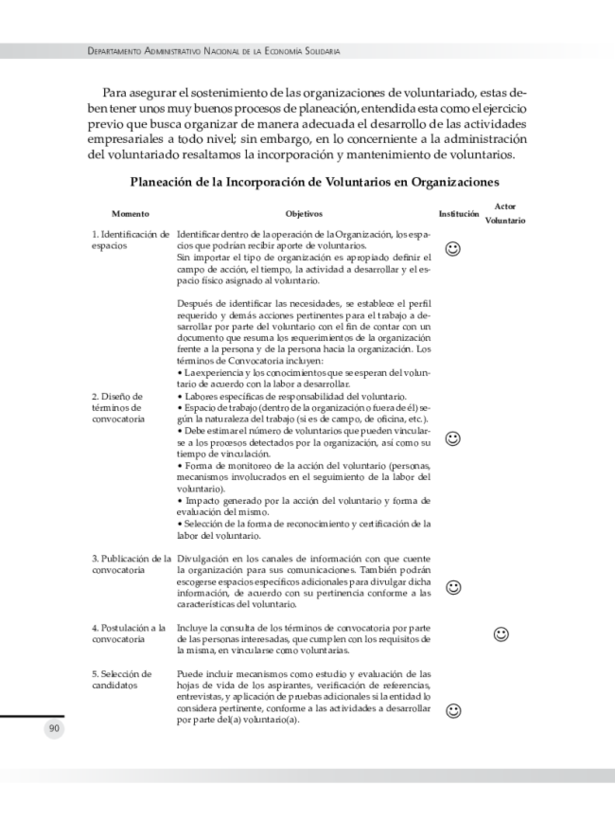 Departamento Administrativo Nacional de la Economía Solidaria
Para asegurar el sostenimiento de las organizaciones de voluntariado, estas de-
ben tener unos muy buenos procesos de planeación, entendida esta como el ejercicio
previo que busca organizar de manera adecuada el desarrollo de las actividades
empresariales a todo nivel; sin embargo, en lo concerniente a la administración
del voluntariado resaltamos la incorporación y mantenimiento de voluntarios.
Planeación de la Incorporación de Voluntarios en Organizaciones
Momento Objetivos Institución Actor
Voluntario
1. Identificación de
espacios
Identificar dentro de la operación de la Organización, los espa-
cios que podrían recibir aporte de voluntarios.
Sin importar el tipo de organización es apropiado definir el
campo de acción, el tiempo, la actividad a desarrollar y el es-
pacio físico asignado al voluntario.
2. Diseño de
términos de
convocatoria
Después de identificar las necesidades, se establece el perfil
requerido y demás acciones pertinentes para el trabajo a de-
sarrollar por parte del voluntario con el fin de contar con un
documento que resuma los requerimientos de la organización
frente a la persona y de la persona hacia la organización. Los
términos de Convocatoria incluyen:
• La experiencia y los conocimientos que se esperan del volun-
tario de acuerdo con la labor a desarrollar.
• Labores específicas de responsabilidad del voluntario.
• Espacio de trabajo (dentro de la organización o fuera de él) se-
gún la naturaleza del trabajo (si es de campo, de oficina, etc.).
• Debe estimar el número de voluntarios que pueden vincular-
se a los procesos detectados por la organización, así como su
tiempo de vinculación.
• Forma de monitoreo de la acción del voluntario (personas,
mecanismos involucrados en el seguimiento de la labor del
voluntario).
• Impacto generado por la acción del voluntario y forma de
evaluación del mismo.
• Selección de la forma de reconocimiento y certificación de la
labor del voluntario.
3. Publicación de la
convocatoria
Divulgación en los canales de información con que cuente
la organización para sus comunicaciones. También podrán
escogerse espacios específicos adicionales para divulgar dicha
información, de acuerdo con su pertinencia conforme a las
características del voluntario.
4. Postulación a la
convocatoria
Incluye la consulta de los términos de convocatoria por parte
de las personas interesadas, que cumplen con los requisitos de
la misma, en vincularse como voluntarias.
5. Selección de
candidatos
Puede incluir mecanismos como estudio y evaluación de las
hojas de vida de los aspirantes, verificación de referencias,
entrevistas, y aplicación de pruebas adicionales si la entidad lo
considera pertinente, conforme a las actividades a desarrollar
por parte del(a) voluntario(a).
90